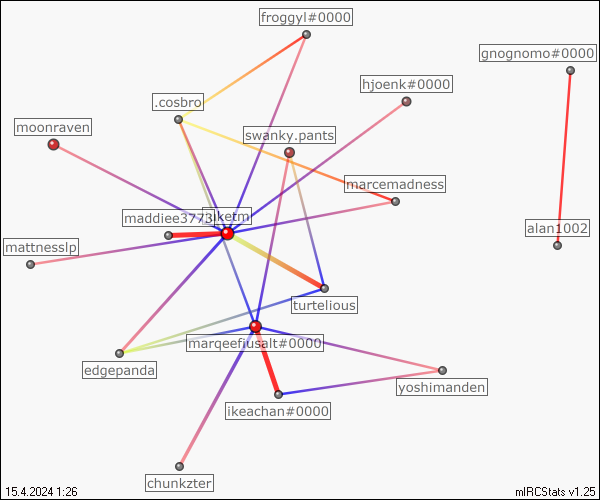 froggyl#0000
gnognomo#0000
hjoenk#0000
.cosbro
moonraven
swanky.pants
marcemadness
maddiee3773
iketm
alan1002
mattnesslp
turtelious
marqeefiusalt#0000
edgepanda
yoshimanden
ikeachan#0000
chunkzter
15.4.2024 1:26
mIRCStats v1.25